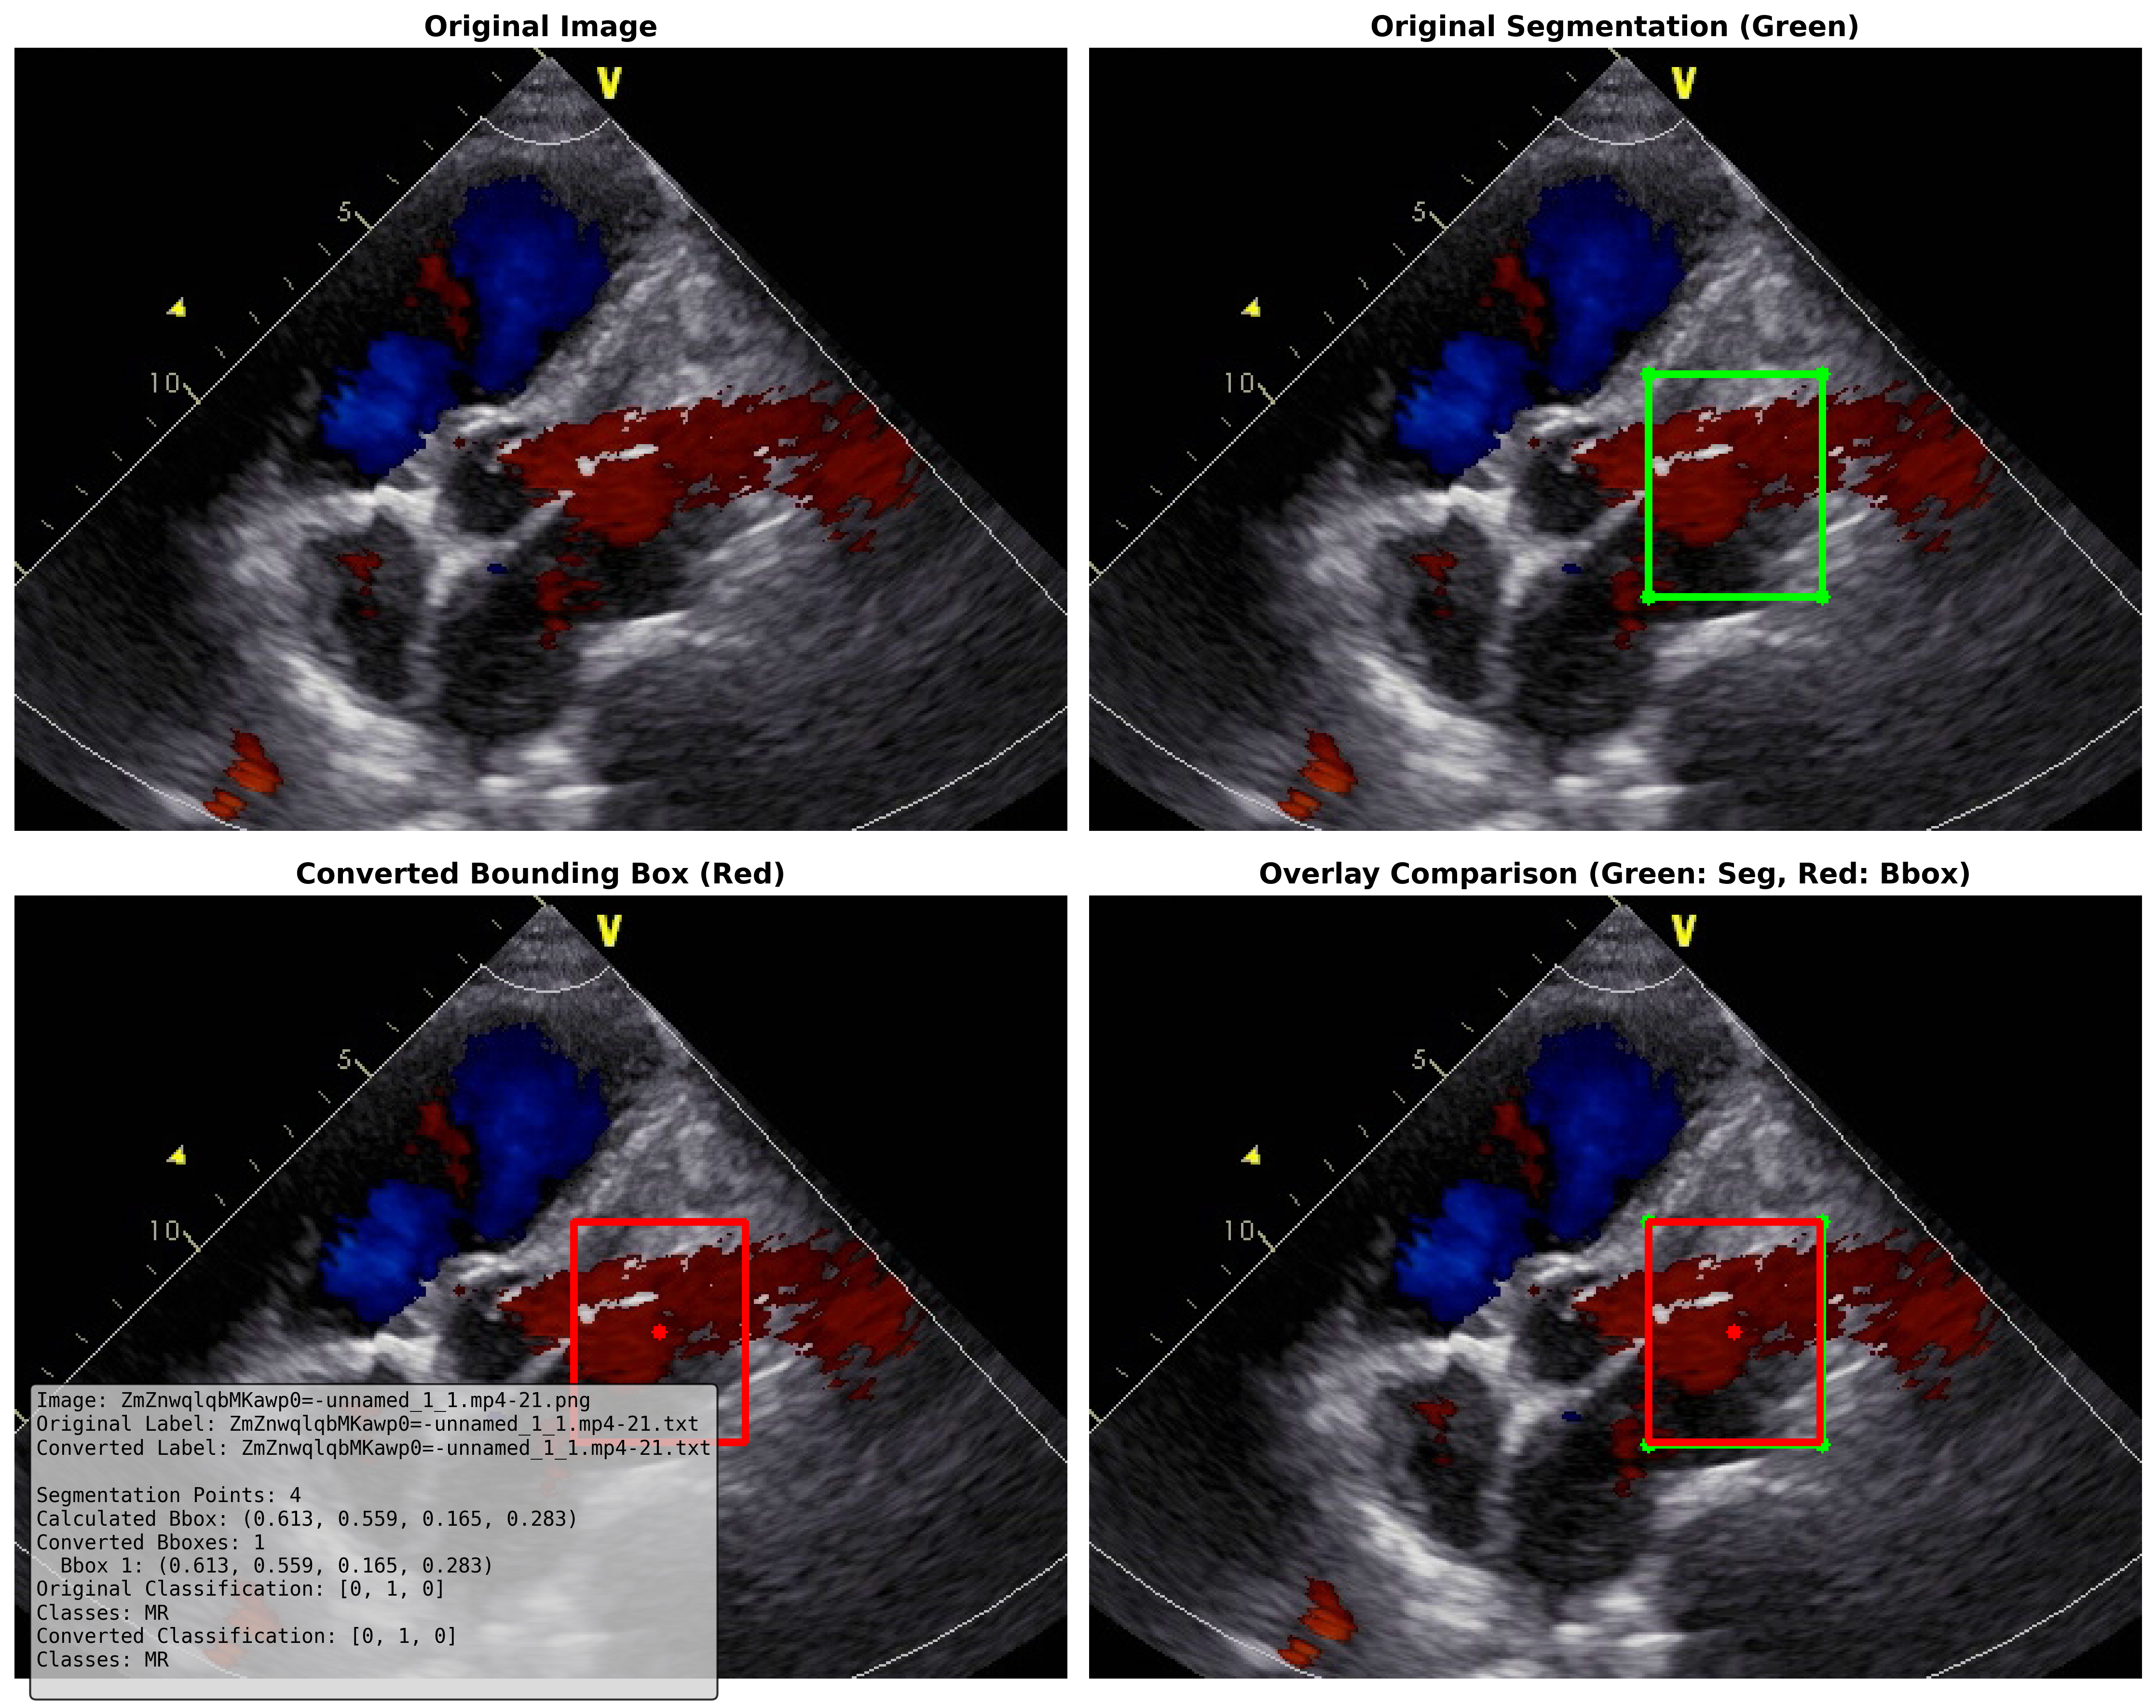 Original Image
Original Segmentation (Green)
V
5
10
V
5
10
Converted Bounding Box (Red)
Overlay Comparison (Green: Seg, Red: Bbox)
V
5
10
V
5
10
Image: ZmZnwqlqbMKawp0=-unnamed_1_1.mp4-21.png
Original Label: ZmZnwqlqbMKawp0=-unnamed_1_1.mp4-21.txt
Converted Label: ZmZnwqlqbMKawp0=-unnamed_1_1.mp4-21.txt
Segmentation Points: 4
Calculated Bbox: (0.613, 0.559, 0.165, 0.283)
Converted Bboxes: 1
Bbox 1: (0.613, 0.559, 0.165, 0.283)
Original Classification: [0, 1, 0]
Classes: MR
Converted Classification: [0, 1, 0]
Classes: MR